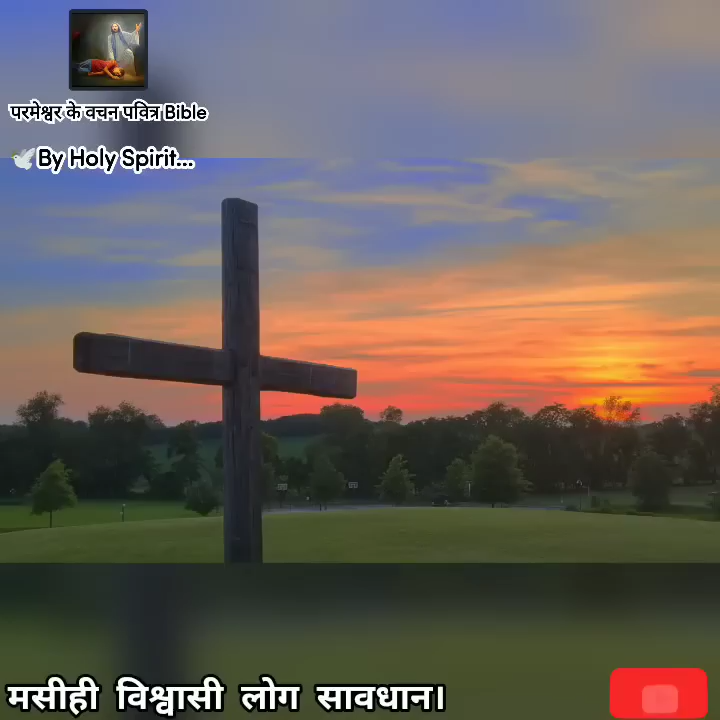 परमेश्वर के वचन पवित्र Bible
🕊️By Holy Spirit...
मसीही विश्वासी लोग सावधान।